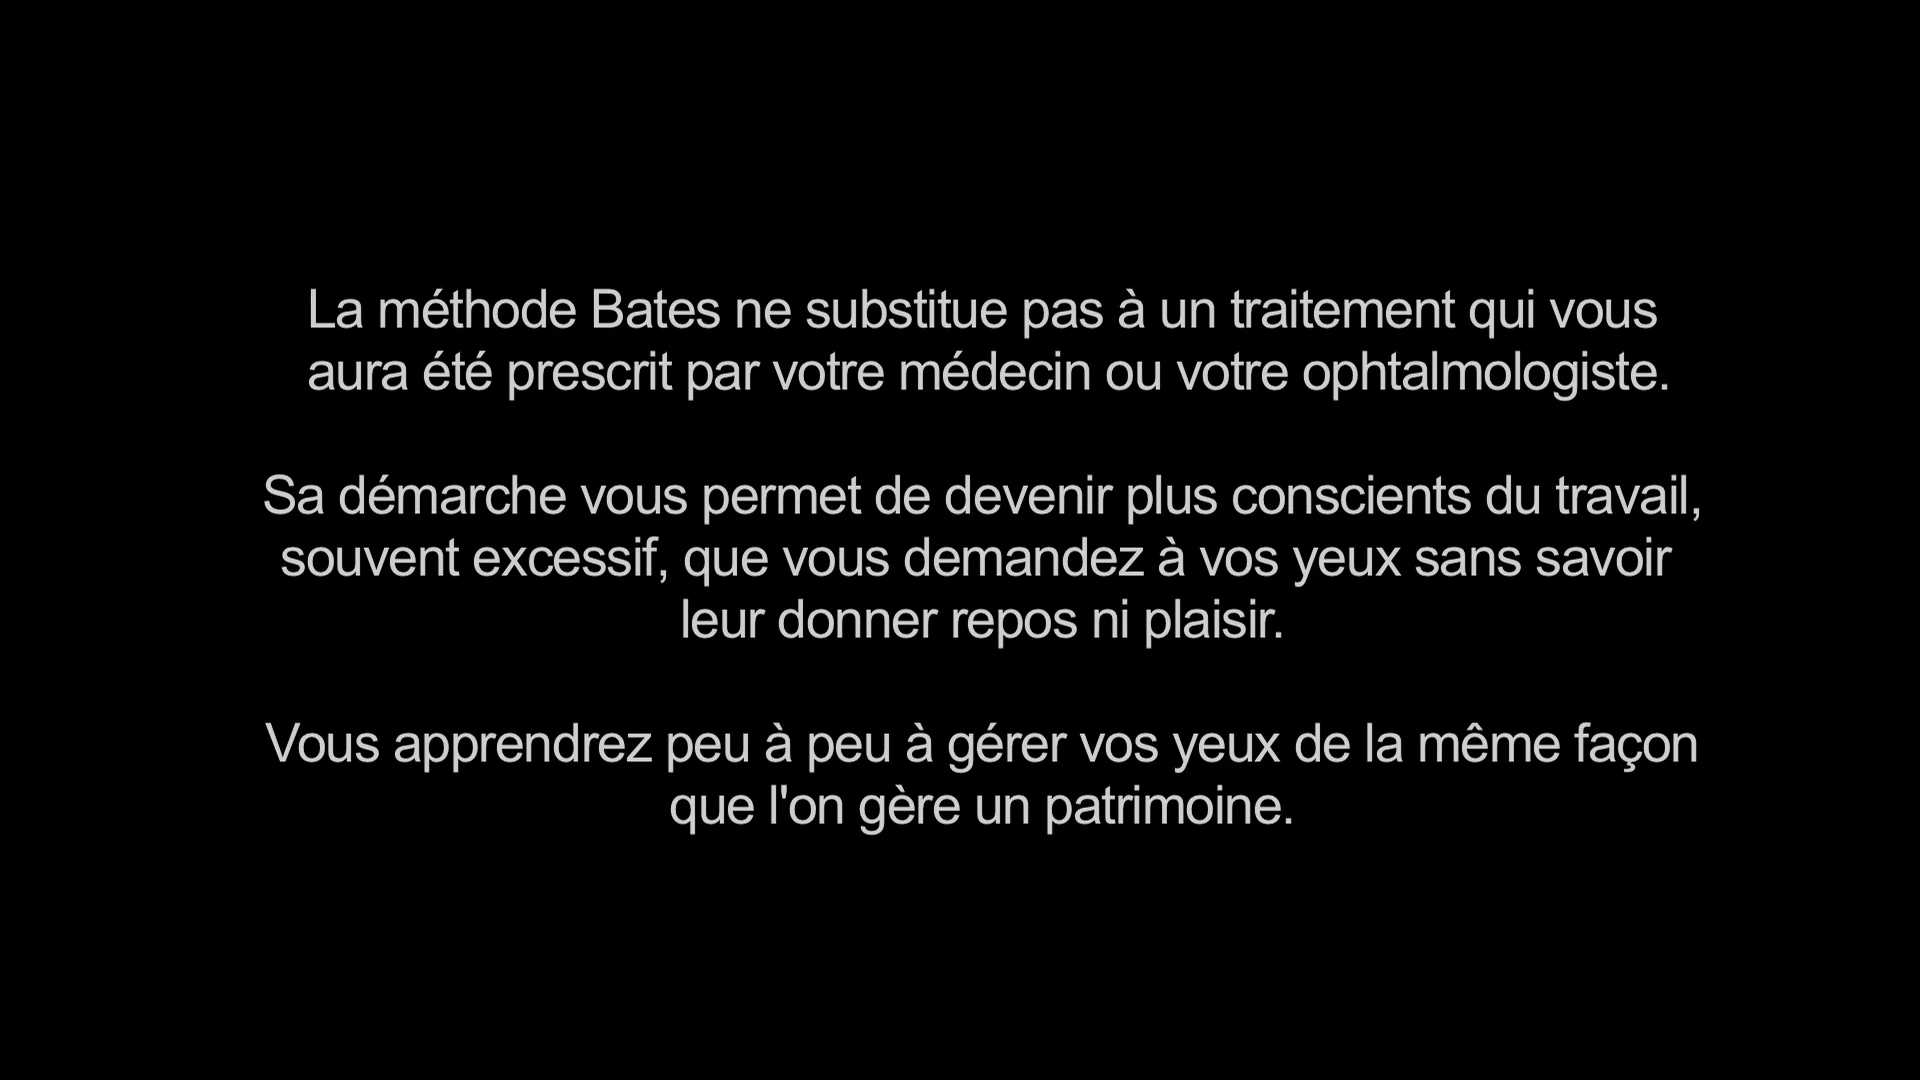 La méthode Bates ne substitue pas à un traitement qui vous
aura été prescrit par votre médecin ou votre ophtalmologiste.
Sa démarche vous permet de devenir plus conscients du travail,
souvent excessif, que vous demandez à vos yeux sans savoir
leur donner repos ni plaisir.
Vous apprendrez peu à peu à gérer vos yeux de la même façon
que l'on gère un patrimoine.